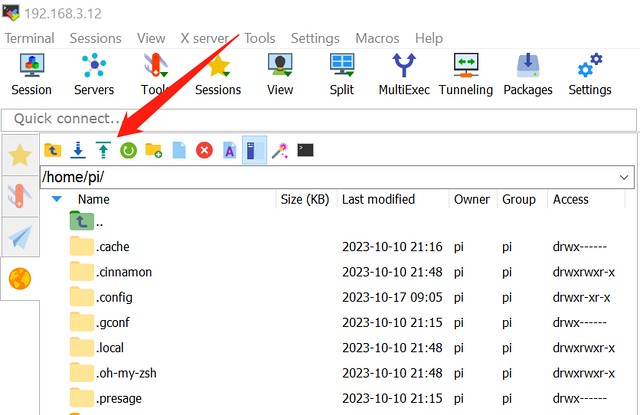 192.168.3.12
Terminal Sessions View X server Tools Settings Macros Help
Session Servers Tools Sessions View Split MultiExec Tunneling Packages Settings
Quick connect...
/home/pi/
Name Size (KB) Last modified Owner Group Access
..
.cache 2023-10-10 21:16 pi pi drwx------
.cinnamon 2023-10-10 21:48 pi pi drwxrwxr-x
.config 2023-10-17 09:05 pi pi drwxr-xr-x
.gconf 2023-10-10 21:15 pi pi drwx------
.local 2023-10-10 21:48 pi pi drwxrwxr-x
.oh-my-zsh 2023-10-10 21:48 pi pi drwxrwxr-x
.presage 2023-10-10 21:15 pi pi drwx------